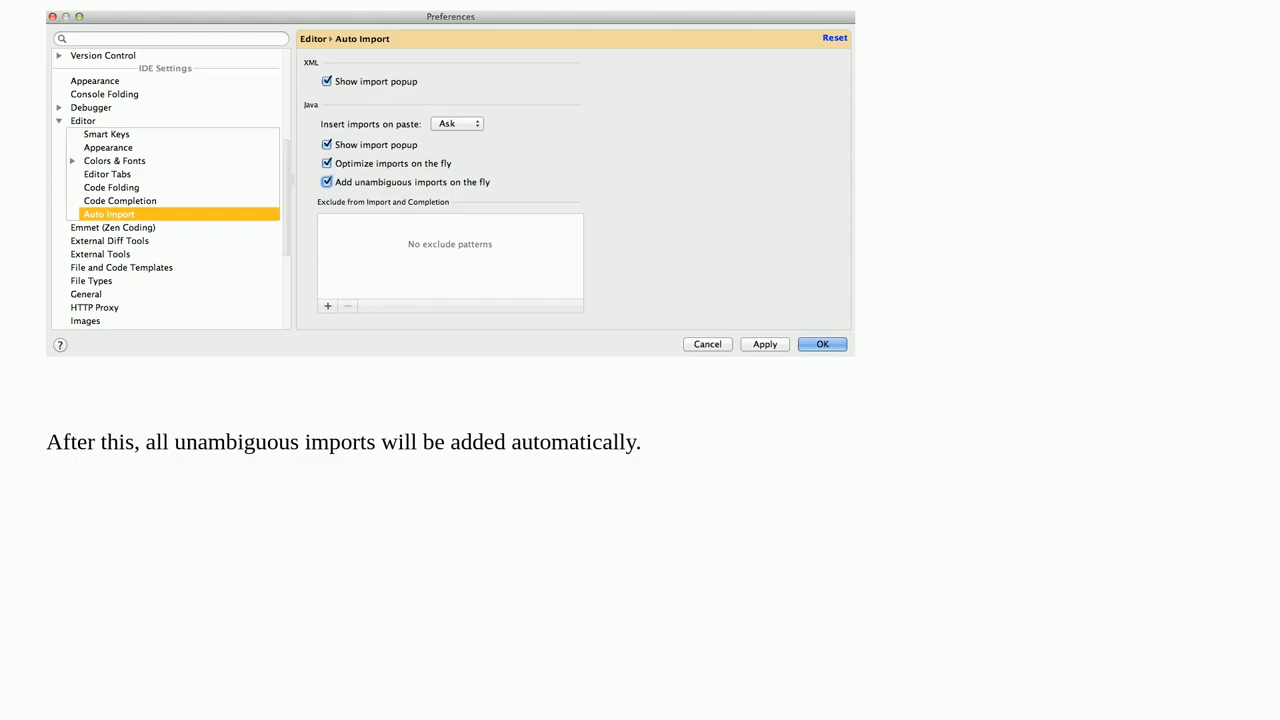 Preferences
Version Control
IDE Settings
Appearance
Console Folding
Debugger
Editor
Smart Keys
Appearance
Colors & Fonts
Editor Tabs
Code Folding
Code Completion
Auto Import
Emmet (Zen Coding)
External Diff Tools
External Tools
File and Code Templates
File Types
General
HTTP Proxy
Images
Editor › Auto Import
Reset
XML
Show import popup
Java
Insert imports on paste: Ask
Show import popup
Optimize imports on the fly
Add unambiguous imports on the fly
Exclude from Import and Completion
No exclude patterns
+ −
?
Cancel Apply OK
After this, all unambiguous imports will be added automatically.